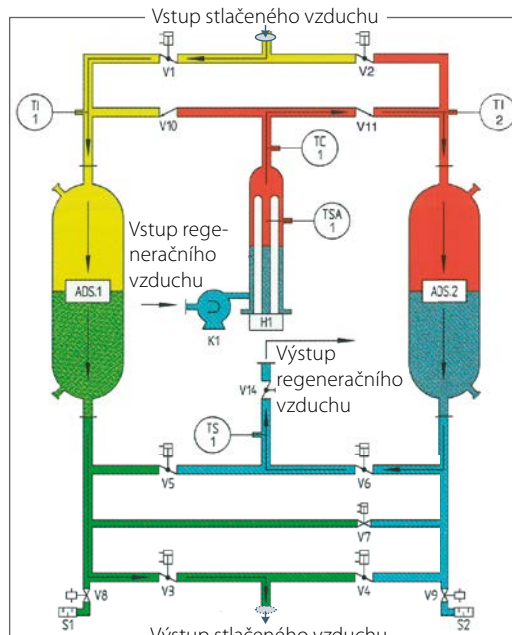 Vstup stlačeného vzduchu
V1
V2
TI
1
TI
2
V10
V11
TC
1
TSA
1
Vstup rege-
neračního
vzduchu
ADS.1
ADS.2
K1
H1
Výstup
regeneračního
vzduchu
V14
TS
1
V5
V6
V7
V8
V3
V4
V9
S1
S2
Výstup stlačeného vzduchu